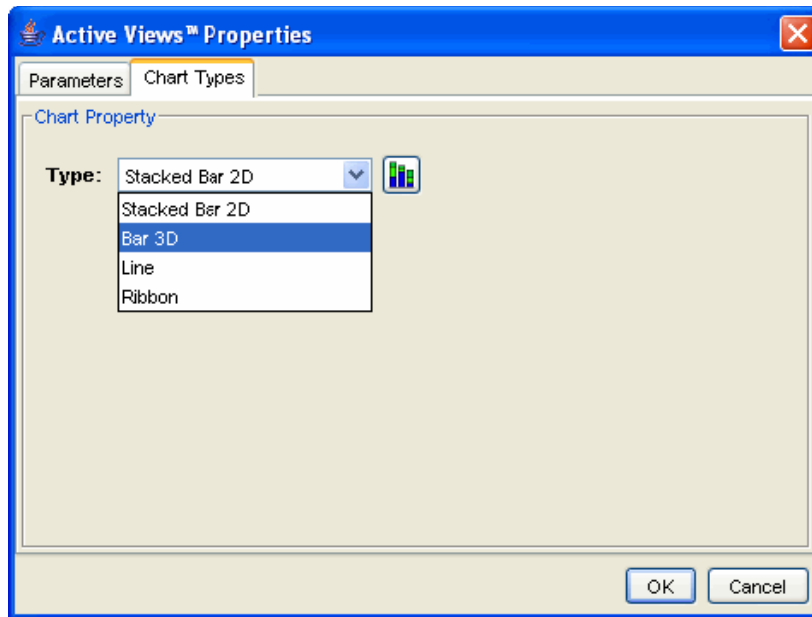 Active Views™ Properties
Parameters
Chart Types
Chart Property
Type:
Stacked Bar 2D
Stacked Bar 2D
Bar 3D
Line
Ribbon
OK
Cancel